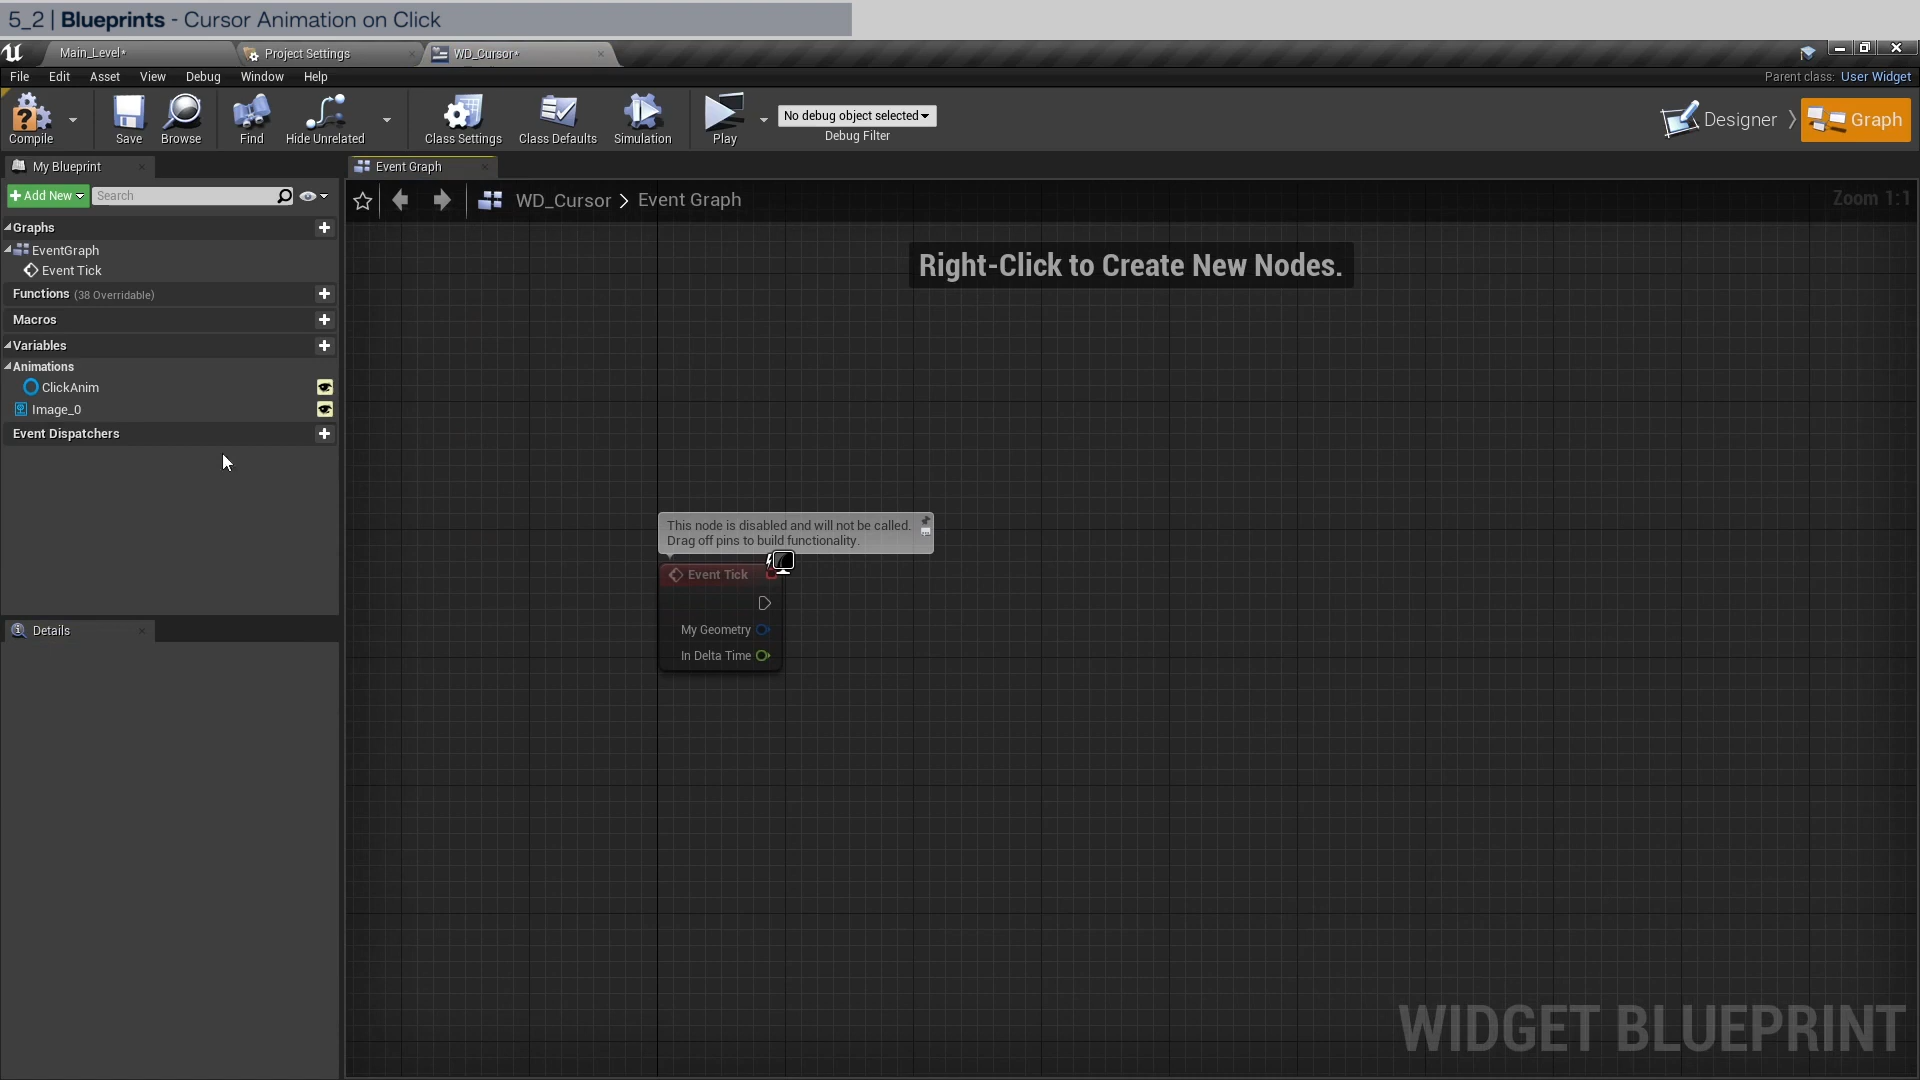 5_2 | Blueprints - Cursor Animation on Click
Main_Level*
Project Settings
WD_Cursor*
File Edit Asset View Debug Window Help
Parent class: User Widget
Compile
Save
Browse
Find
Hide Unrelated
Class Settings
Class Defaults
Simulation
Play
No debug object selected
Debug Filter
Designer
Graph
My Blueprint
Event Graph
Add New
Search
WD_Cursor > Event Graph
Zoom 1:1
Graphs
EventGraph
Event Tick
Functions (38 Overridable)
Macros
Variables
Animations
ClickAnim
Image_0
Event Dispatchers
Right-Click to Create New Nodes.
This node is disabled and will not be called.
Drag off pins to build functionality.
Event Tick
My Geometry
In Delta Time
Details
WIDGET BLUEPRINT